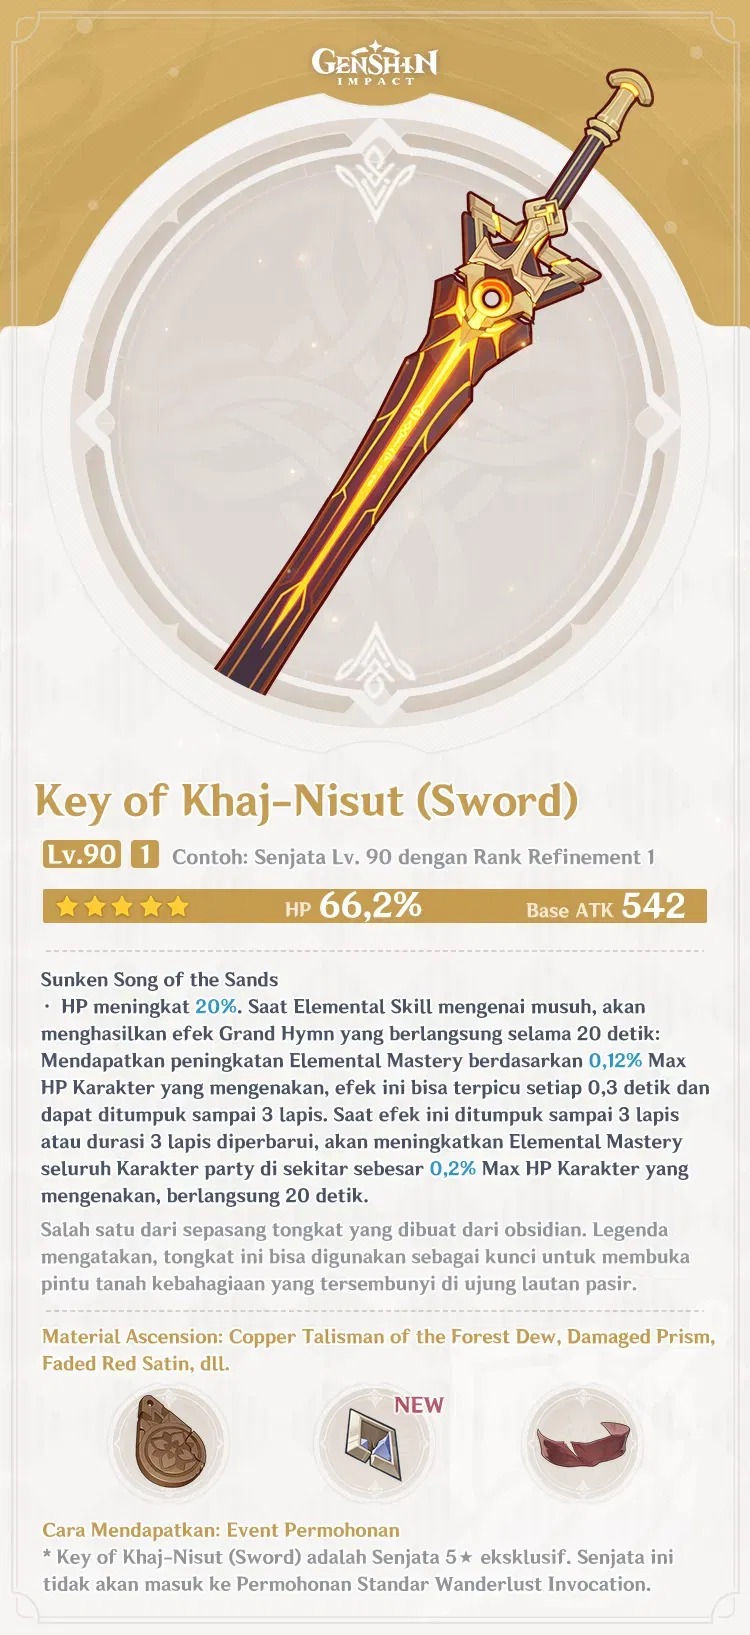 GENSHIN
IMPACT
Key of Khaj-Nisut (Sword)
Lv.90 1 Contoh: Senjata Lv. 90 dengan Rank Refinement 1
HP 66,2% Base ATK 542
Sunken Song of the Sands
· HP meningkat 20%. Saat Elemental Skill mengenai musuh, akan
menghasilkan efek Grand Hymn yang berlangsung selama 20 detik:
Mendapatkan peningkatan Elemental Mastery berdasarkan 0,12% Max
HP Karakter yang mengenakan, efek ini bisa terpicu setiap 0,3 detik dan
dapat ditumpuk sampai 3 lapis. Saat efek ini ditumpuk sampai 3 lapis
atau durasi 3 lapis diperbarui, akan meningkatkan Elemental Mastery
seluruh Karakter party di sekitar sebesar 0,2% Max HP Karakter yang
mengenakan, berlangsung 20 detik.
Salah satu dari sepasang tongkat yang dibuat dari obsidian. Legenda
mengatakan, tongkat ini bisa digunakan sebagai kunci untuk membuka
pintu tanah kebahagiaan yang tersembunyi di ujung lautan pasir.
Material Ascension: Copper Talisman of the Forest Dew, Damaged Prism,
Faded Red Satin, dll.
NEW
Cara Mendapatkan: Event Permohonan
* Key of Khaj-Nisut (Sword) adalah Senjata 5★ eksklusif. Senjata ini
tidak akan masuk ke Permohonan Standar Wanderlust Invocation.